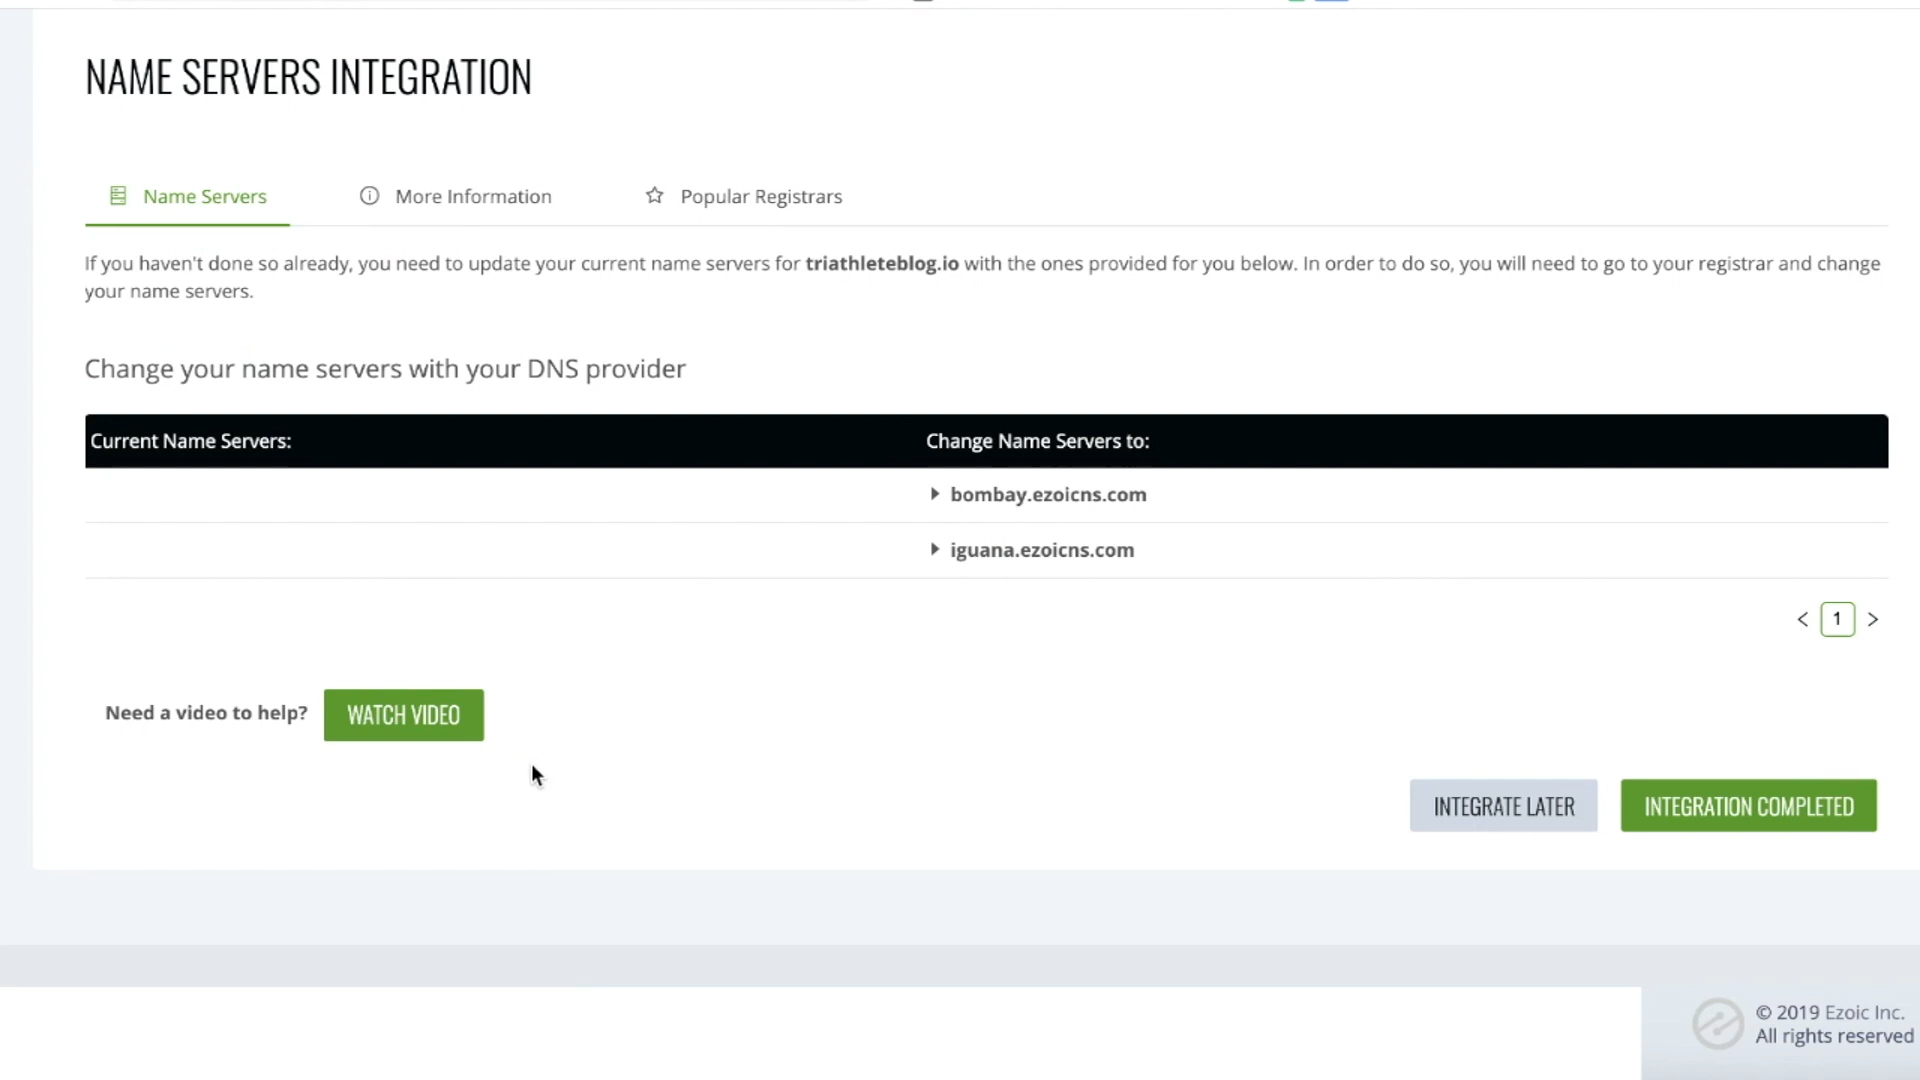 NAME SERVERS INTEGRATION
Name Servers
More Information
Popular Registrars
If you haven't done so already, you need to update your current name servers for triathleteblog.io with the ones provided for you below. In order to do so, you will need to go to your registrar and change
your name servers.
Change your name servers with your DNS provider
Current Name Servers:
Change Name Servers to:
bombay.ezoicns.com
iguana.ezoicns.com
1
Need a video to help?
WATCH VIDEO
INTEGRATE LATER
INTEGRATION COMPLETED
© 2019 Ezoic Inc.
All rights reserved